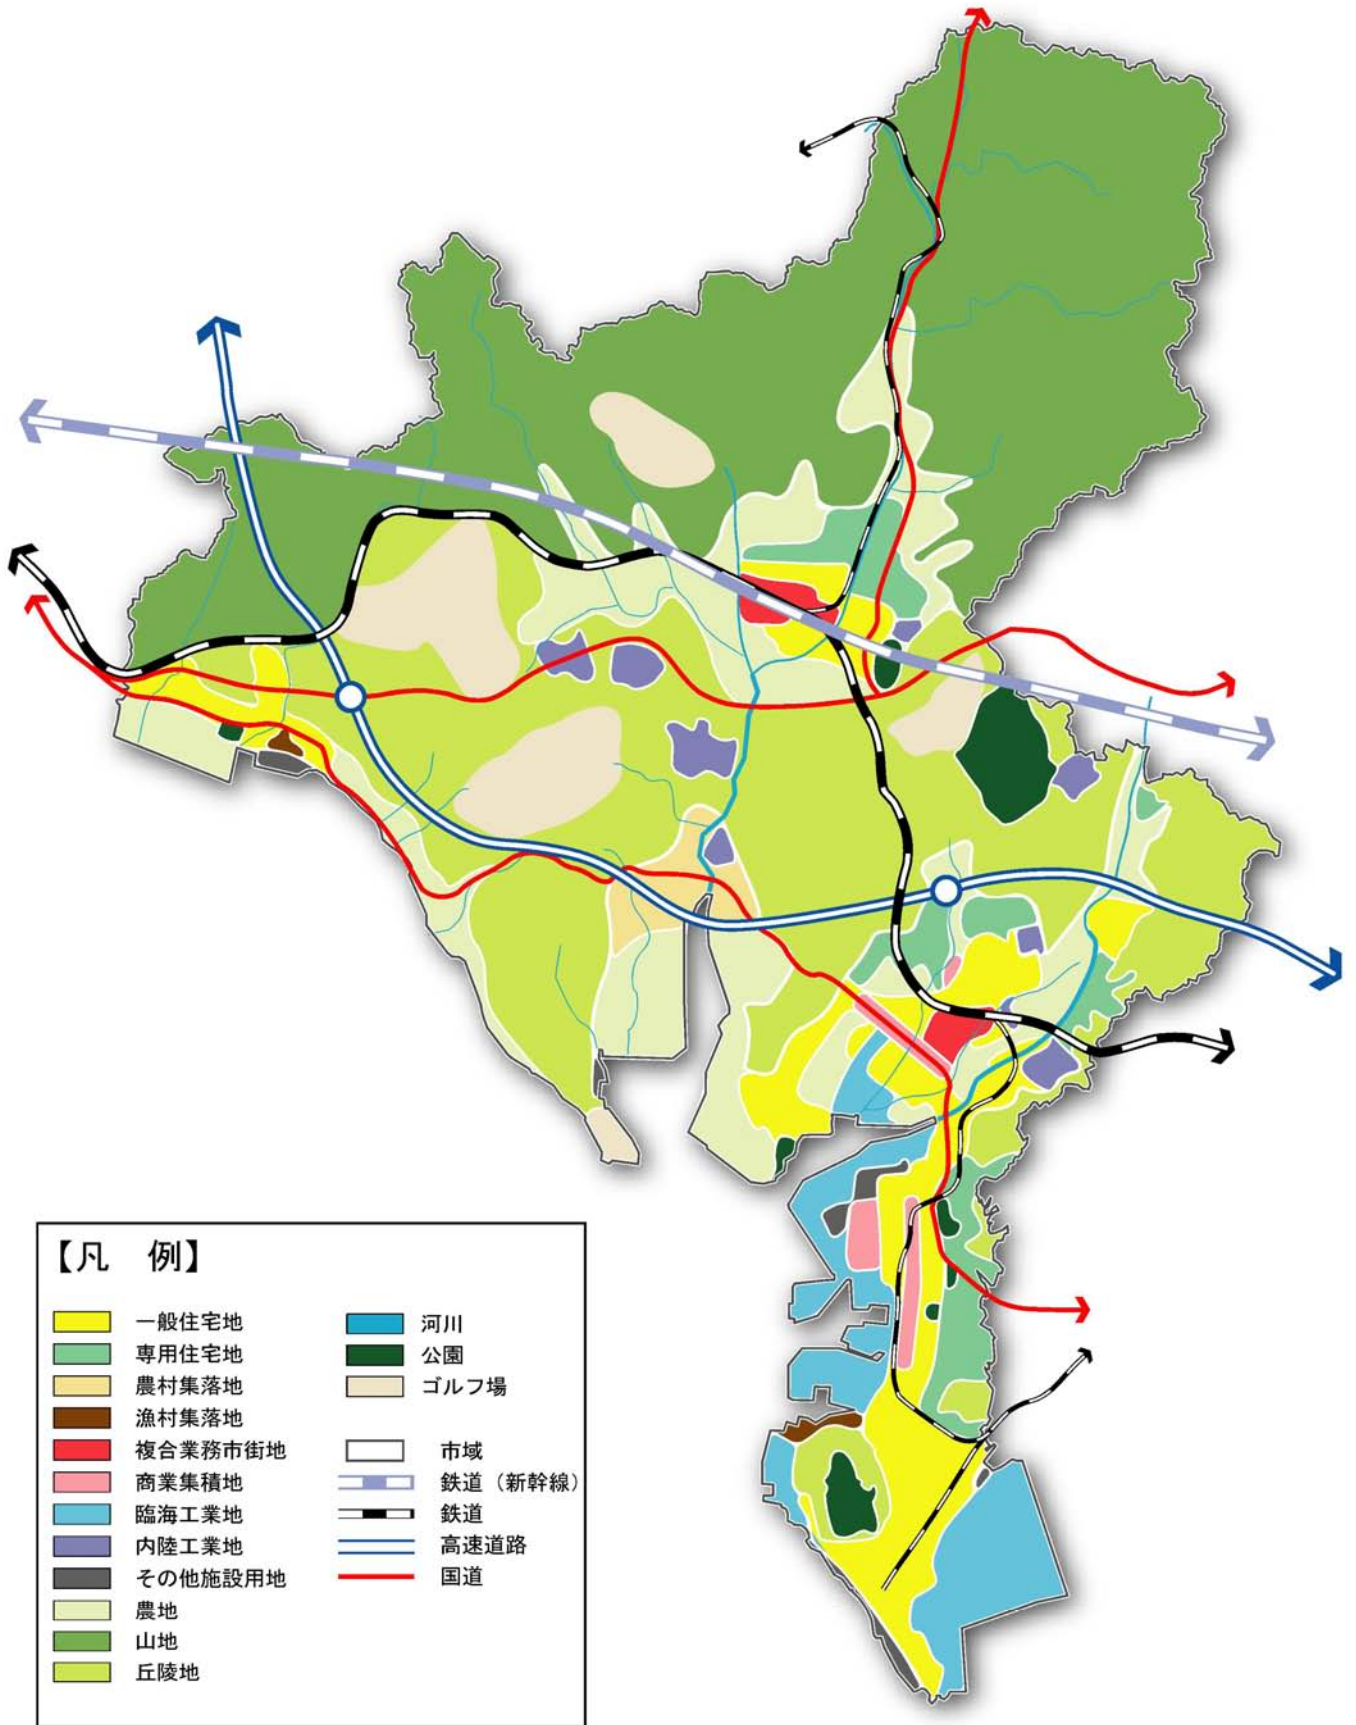 【凡　例】
一般住宅地
専用住宅地
農村集落地
漁村集落地
複合業務市街地
商業集積地
臨海工業地
内陸工業地
その他施設用地
農地
山地
丘陵地
河川
公園
ゴルフ場
市域
鉄道（新幹線）
鉄道
高速道路
国道